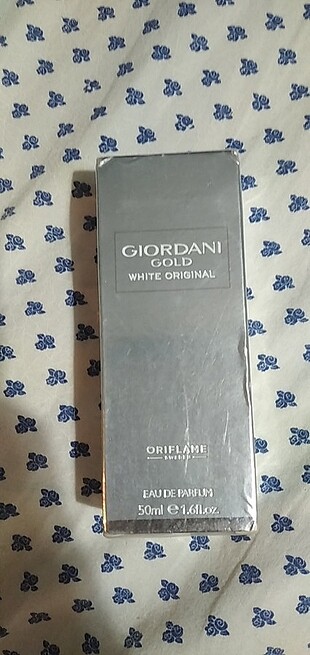 GIORDANI
GOLD
WHITE ORIGINAL
ORIFLAME
SWEDEN
EAU DE PARFUM
50ml ℮ 1.6fl.oz.